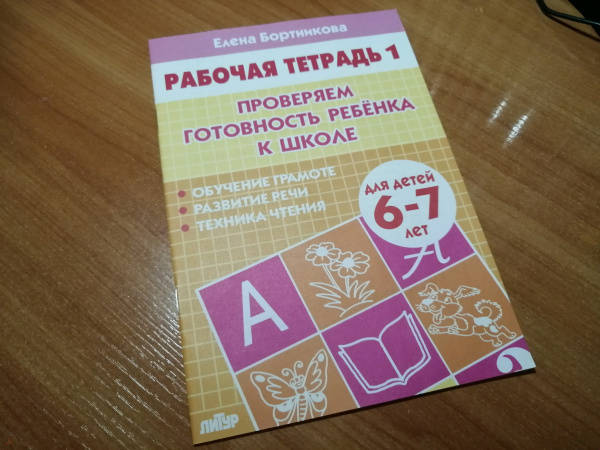 Елена Бортникова
РАБОЧАЯ ТЕТРАДЬ 1
ПРОВЕРЯЕМ
ГОТОВНОСТЬ РЕБЁНКА
К ШКОЛЕ
• ОБУЧЕНИЕ ГРАМОТЕ
• РАЗВИТИЕ РЕЧИ
• ТЕХНИКА ЧТЕНИЯ
для детей
6-7
лет
А
А
ЛИТУР